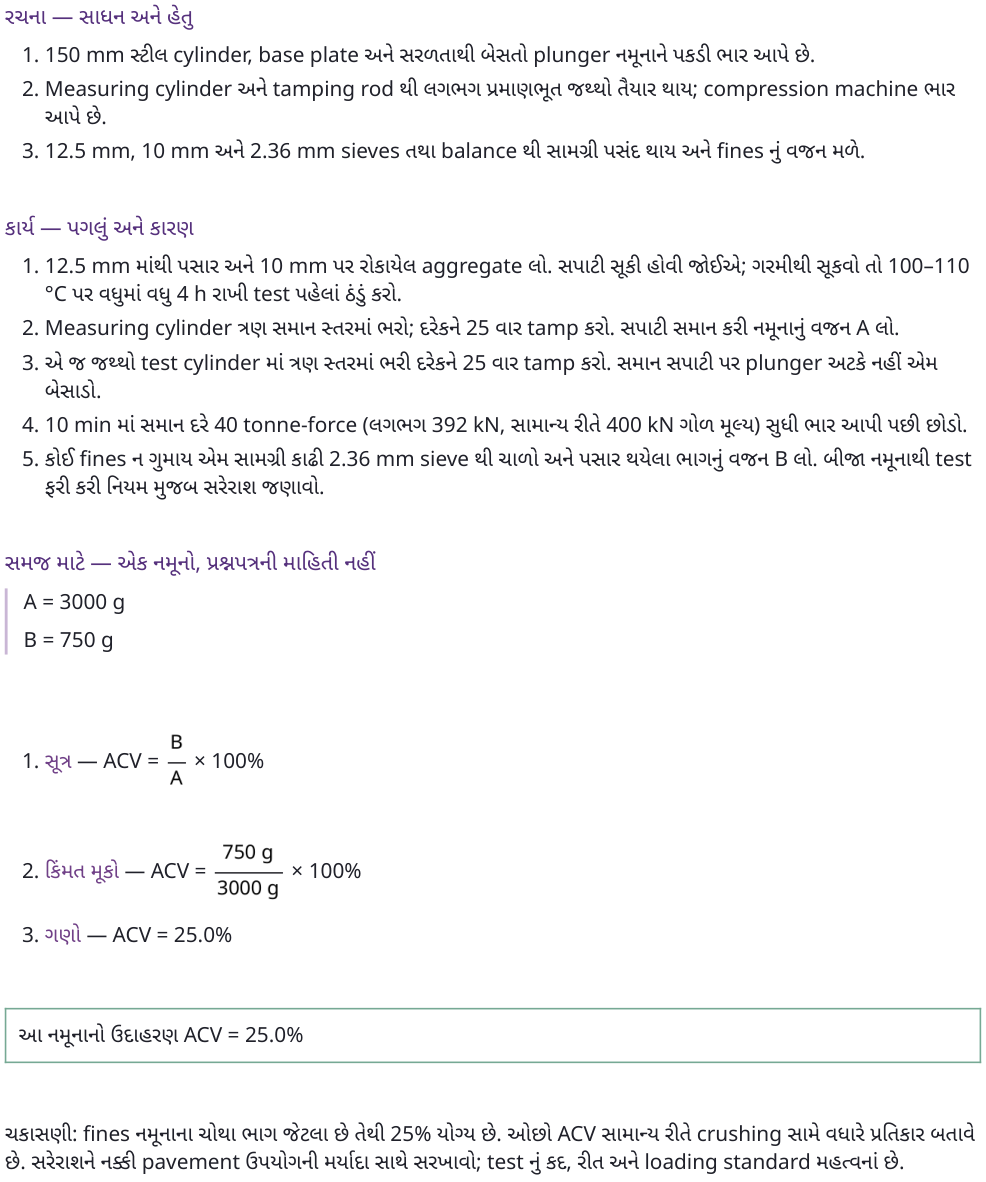 રચના — સાધન અને હેતુ
1. 150 mm સ્ટીલ cylinder, base plate અને સરળતાથી બેસતો plunger નમૂનાને પકડી ભાર આપે છે.
2. Measuring cylinder અને tamping rod થી લગભગ પ્રમાણભૂત જથ્થો તૈયાર થાય; compression machine ભાર
આપે છે.
3. 12.5 mm, 10 mm અને 2.36 mm sieves તથા balance થી સામગ્રી પસંદ થાય અને fines નું વજન મળે.
કાર્ય — પગલું અને કારણ
1. 12.5 mm માંથી પસાર અને 10 mm પર રોકાયેલ aggregate લો. સપાટી સૂકી હોવી જોઈએ; ગરમીથી સૂકવો તો 100–110
°C પર વધુમાં વધુ 4 h રાખી test પહેલાં ઠંડું કરો.
2. Measuring cylinder ત્રણ સમાન સ્તરમાં ભરો; દરેકને 25 વાર tamp કરો. સપાટી સમાન કરી નમૂનાનું વજન A લો.
3. એ જ જથ્થો test cylinder માં ત્રણ સ્તરમાં ભરી દરેકને 25 વાર tamp કરો. સમાન સપાટી પર plunger અટકે નહીં એમ
બેસાડો.
4. 10 min માં સમાન દરે 40 tonne-force (લગભગ 392 kN, સામાન્ય રીતે 400 kN ગોળ મૂલ્ય) સુધી ભાર આપી પછી છોડો.
5. કોઈ fines ન ગુમાય એમ સામગ્રી કાઢી 2.36 mm sieve થી ચાળો અને પસાર થયેલા ભાગનું વજન B લો. બીજા નમૂનાથી test
ફરી કરી નિયમ મુજબ સરેરાશ જણાવો.
સમજ માટે — એક નમૂનો, પ્રશ્નપત્રની માહિતી નહીં
A = 3000 g
B = 750 g
1. સૂત્ર — ACV = B / A × 100%
2. કિંમત મૂકો — ACV = 750 g / 3000 g × 100%
3. ગણો — ACV = 25.0%
આ નમૂનાનો ઉદાહરણ ACV = 25.0%
ચકાસણી: fines નમૂનાના ચોથા ભાગ જેટલા છે તેથી 25% યોગ્ય છે. ઓછો ACV સામાન્ય રીતે crushing સામે વધારે પ્રતિકાર બતાવે
છે. સરેરાશને નક્કી pavement ઉપયોગની મર્યાદા સાથે સરખાવો; test નું કદ, રીત અને loading standard મહત્વનાં છે.